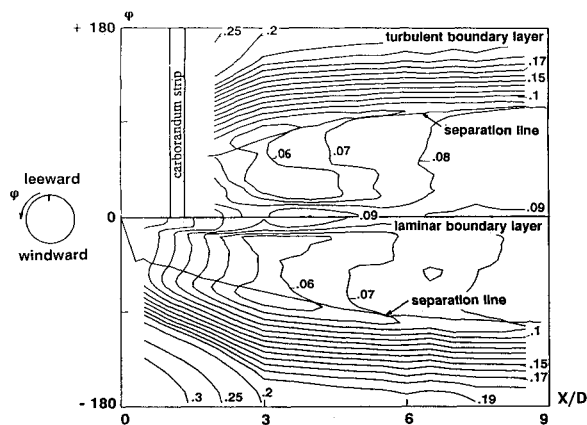 φ
+ 180
.25
.2
turbulent boundary layer
.17
.15
.1
separation line
carborandum strip
.06
.07
.08
leeward
φ
windward
0
.09
.09
laminar boundary layer
.06
.07
separation line
.1
.15
.17
.3
.25
.2
.19
- 180
0
3
6
9
X/D